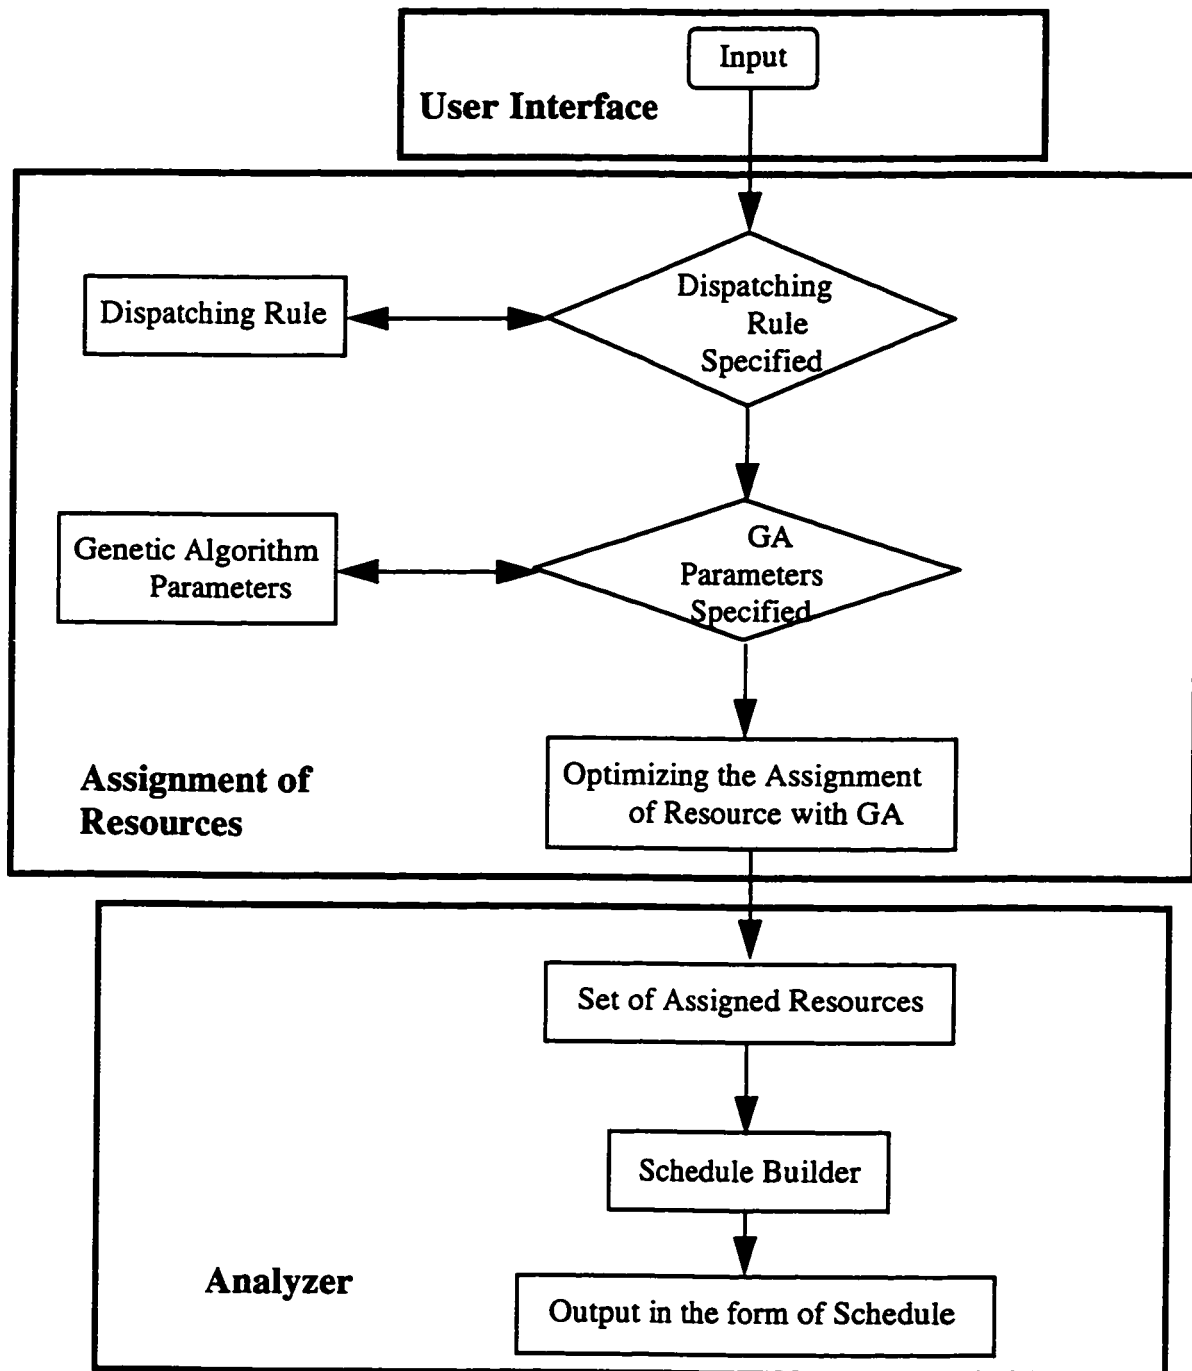 Input
User Interface
Dispatching
Rule
Specified
Dispatching Rule
GA
Parameters
Specified
Genetic Algorithm
Parameters
Optimizing the Assignment
of Resource with GA
Assignment of
Resources
Set of Assigned Resources
Schedule Builder
Analyzer
Output in the form of Schedule